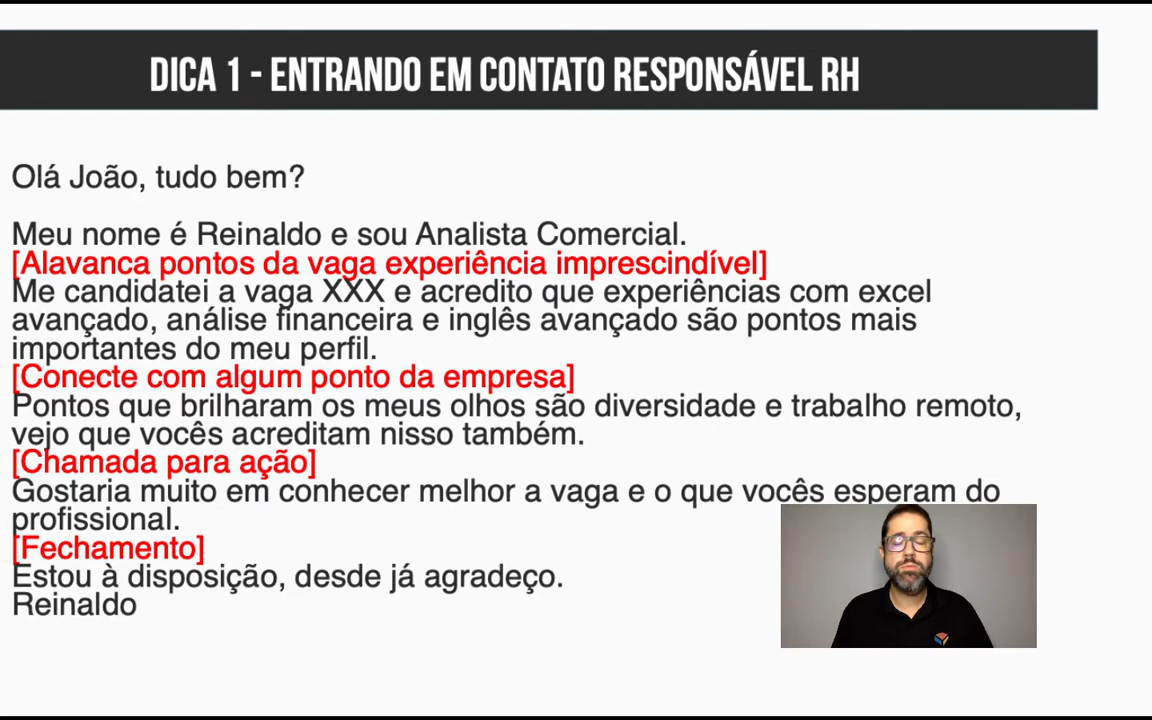 DICA 1 - ENTRANDO EM CONTATO RESPONSÁVEL RH
Olá João, tudo bem?
Meu nome é Reinaldo e sou Analista Comercial.
[Alavanca pontos da vaga experiência imprescindível]
Me candidatei a vaga XXX e acredito que experiências com excel
avançado, análise financeira e inglês avançado são pontos mais
importantes do meu perfil.
[Conecte com algum ponto da empresa]
Pontos que brilharam os meus olhos são diversidade e trabalho remoto,
vejo que vocês acreditam nisso também.
[Chamada para ação]
Gostaria muito em conhecer melhor a vaga e o que vocês esperam do
profissional.
[Fechamento]
Estou à disposição, desde já agradeço.
Reinaldo